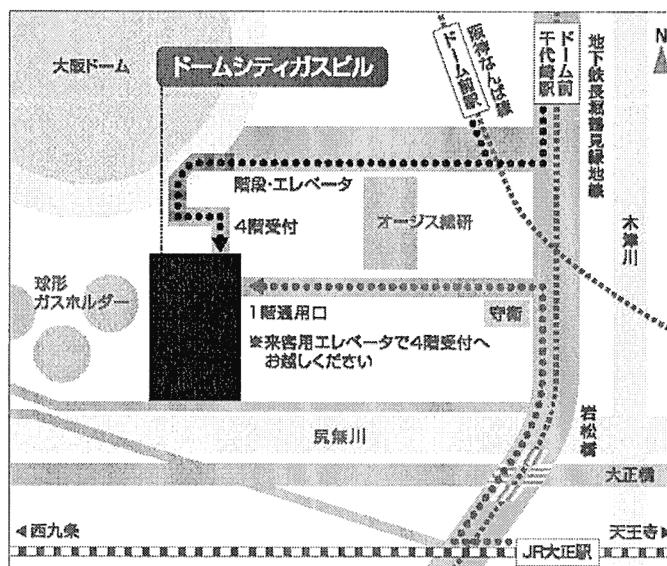 大阪ドーム
ドームシティガスビル
阪神なんば線
ドーム前駅
ドーム前
千代崎駅
地下鉄長堀鶴見緑地線
N
木津川
階段・エレベータ
4階受付
オージス総研
球形
ガスホルダー
1階通用口
守衛
※来客用エレベータで4階受付へ
お越しください
岩松橋
尻無川
大正橋
西九条
天王寺
JR大正駅